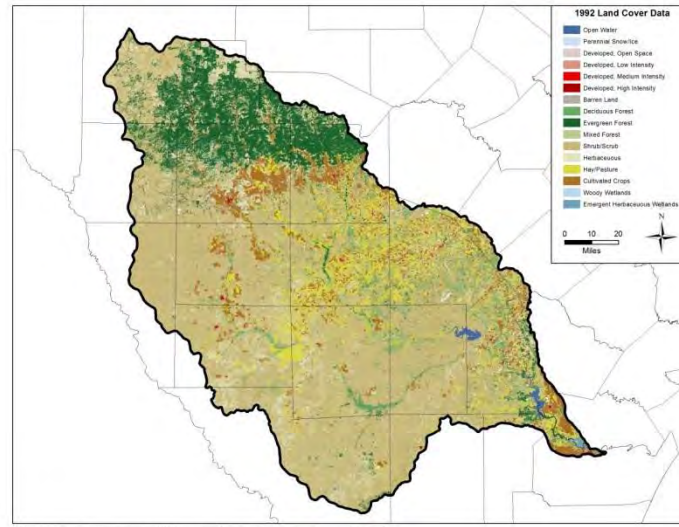 1992 Land Cover Data
Open Water
Perennial Snow/Ice
Developed, Open Space
Developed, Low Intensity
Developed, Medium Intensity
Developed, High Intensity
Barren Land
Deciduous Forest
Evergreen Forest
Mixed Forest
Shrub/Scrub
Herbaceous
Hay/Pasture
Cultivated Crops
Woody Wetlands
Emergent Herbaceuous Wetlands
N
0 10 20
Miles